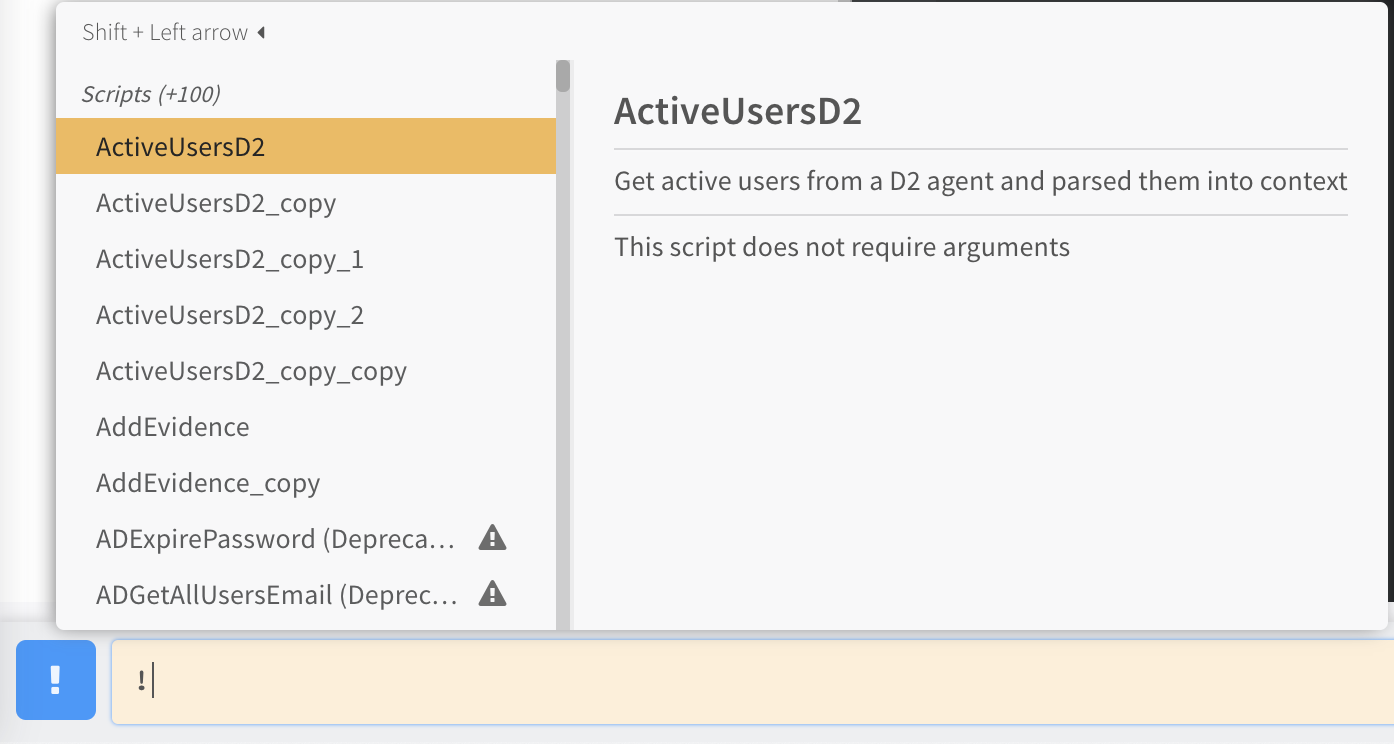 Shift + Left arrow
Scripts (+100)
ActiveUsersD2
ActiveUsersD2_copy
ActiveUsersD2_copy_1
ActiveUsersD2_copy_2
ActiveUsersD2_copy_copy
AddEvidence
AddEvidence_copy
ADExpirePassword (Depreca…
ADGetAllUsersEmail (Deprec…
ActiveUsersD2
Get active users from a D2 agent and parsed them into context
This script does not require arguments
!
!